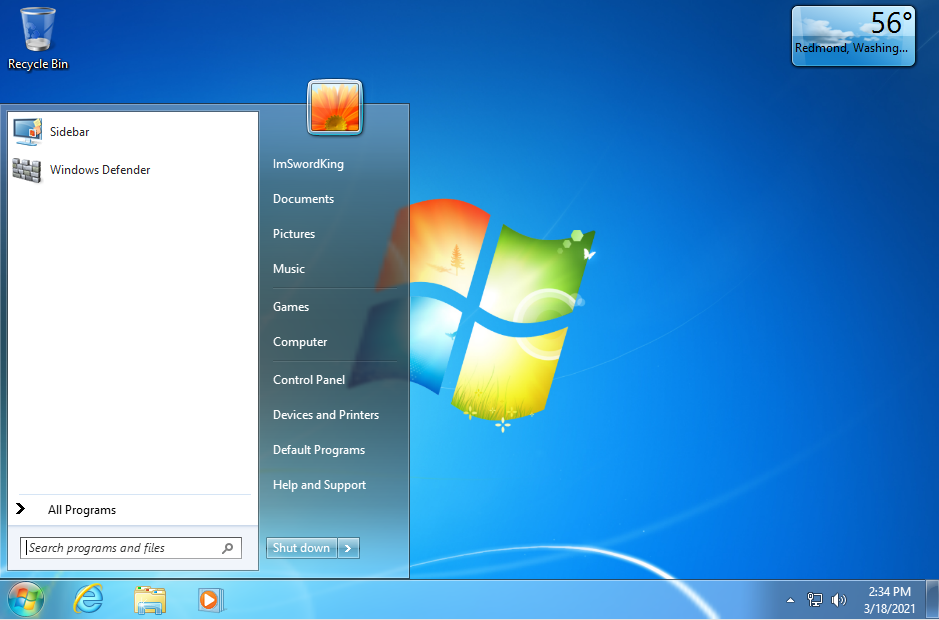 Recycle Bin
56°
Redmond, Washing...
Sidebar
Windows Defender
All Programs
Search programs and files
ImSwordKing
Documents
Pictures
Music
Games
Computer
Control Panel
Devices and Printers
Default Programs
Help and Support
Shut down
2:34 PM
3/18/2021